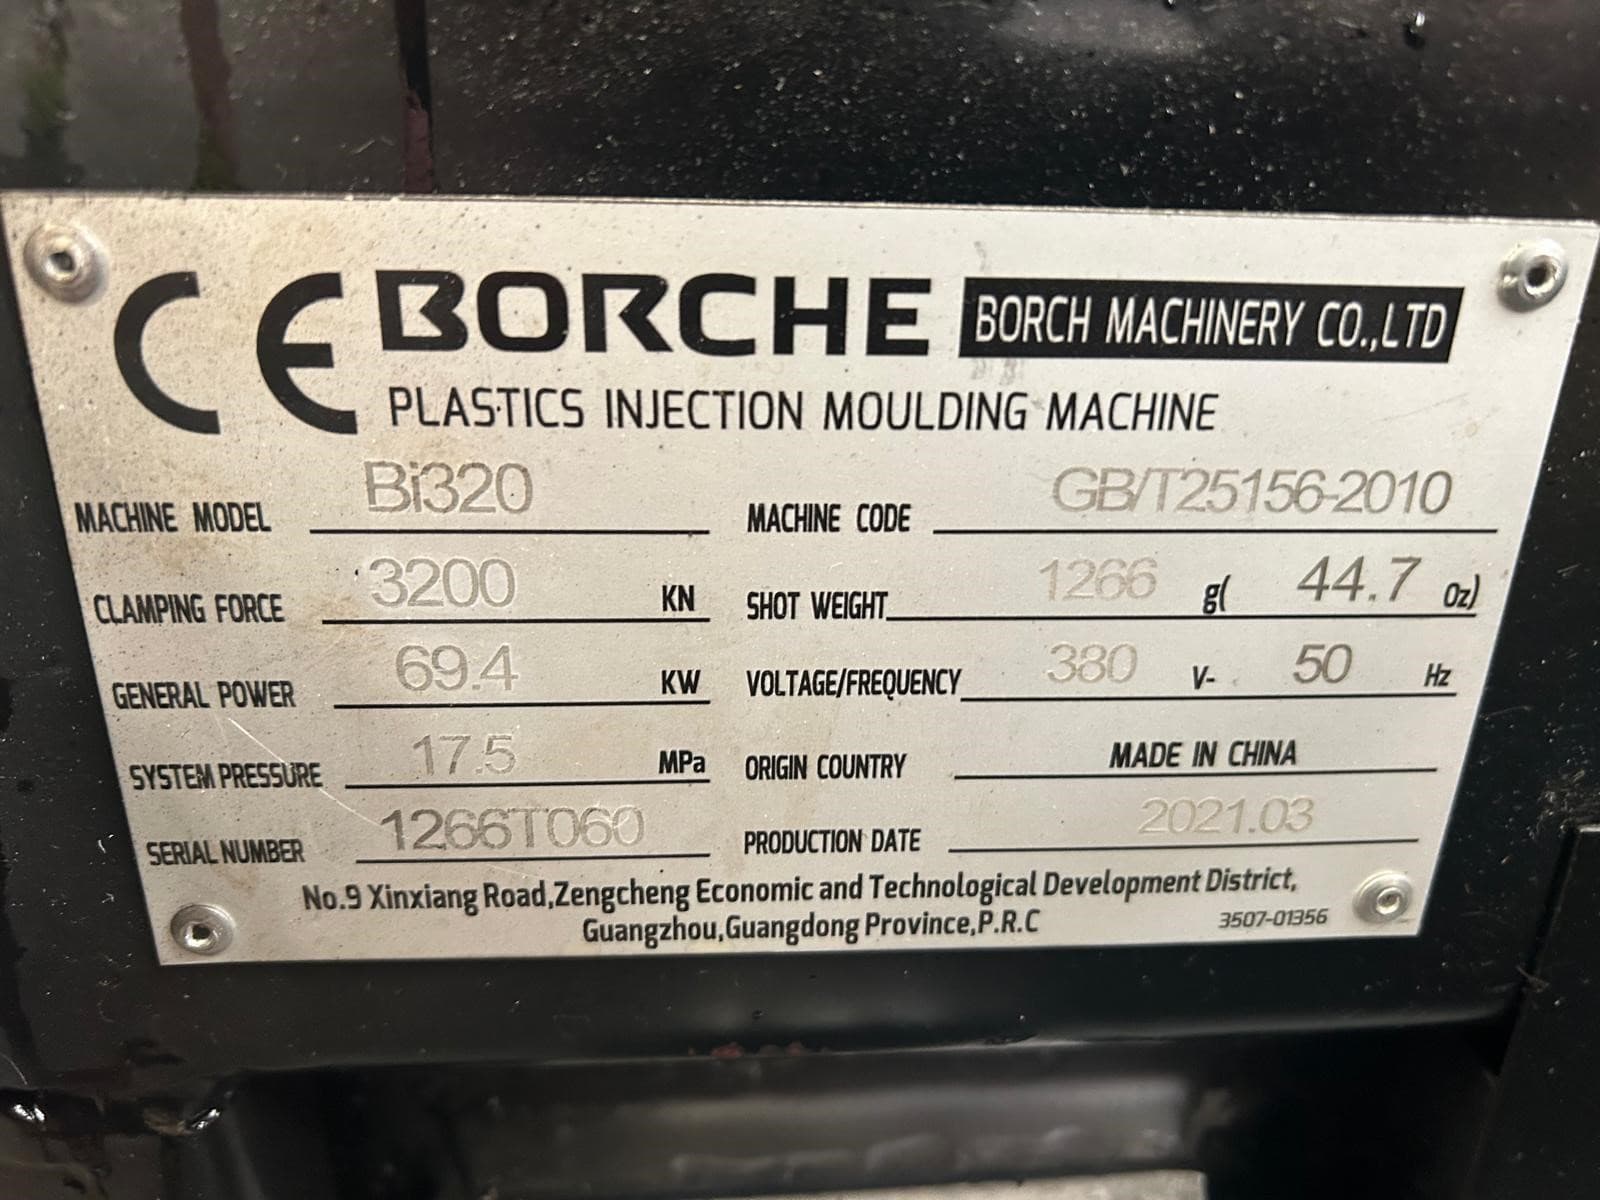 CE BORCHE BORCH MACHINERY CO.,LTD
PLASTICS INJECTION MOULDING MACHINE
MACHINE MODEL Bi320 MACHINE CODE GB/T25156-2010
CLAMPING FORCE 3200 KN SHOT WEIGHT 1266 g( 44.7 Oz)
GENERAL POWER 69.4 KW VOLTAGE/FREQUENCY 380 V- 50 Hz
SYSTEM PRESSURE 17.5 MPa ORIGIN COUNTRY MADE IN CHINA
SERIAL NUMBER 1266T060 PRODUCTION DATE 2021.03
No.9 Xinxiang Road,Zengcheng Economic and Technological Development District,
Guangzhou,Guangdong Province,P.R.C 3507-01356